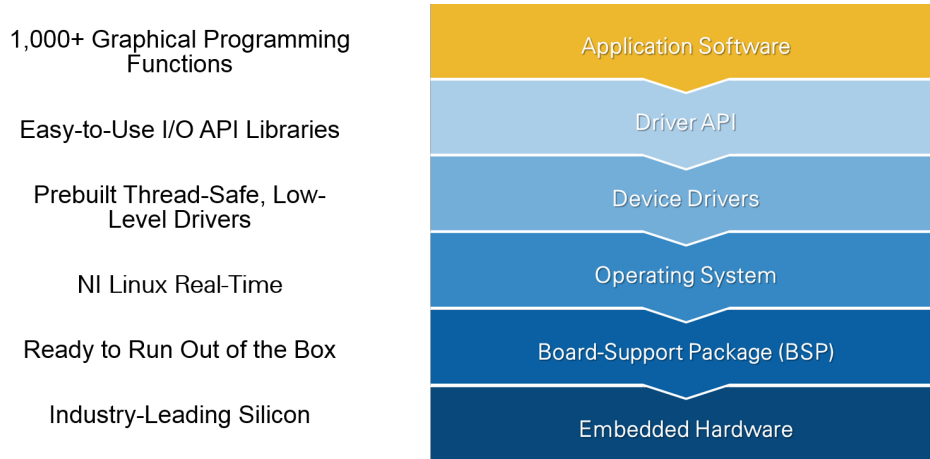 1,000+ Graphical Programming
Functions
Application Software
Easy-to-Use I/O API Libraries
Driver API
Prebuilt Thread-Safe, Low-
Level Drivers
Device Drivers
NI Linux Real-Time
Operating System
Ready to Run Out of the Box
Board-Support Package (BSP)
Industry-Leading Silicon
Embedded Hardware